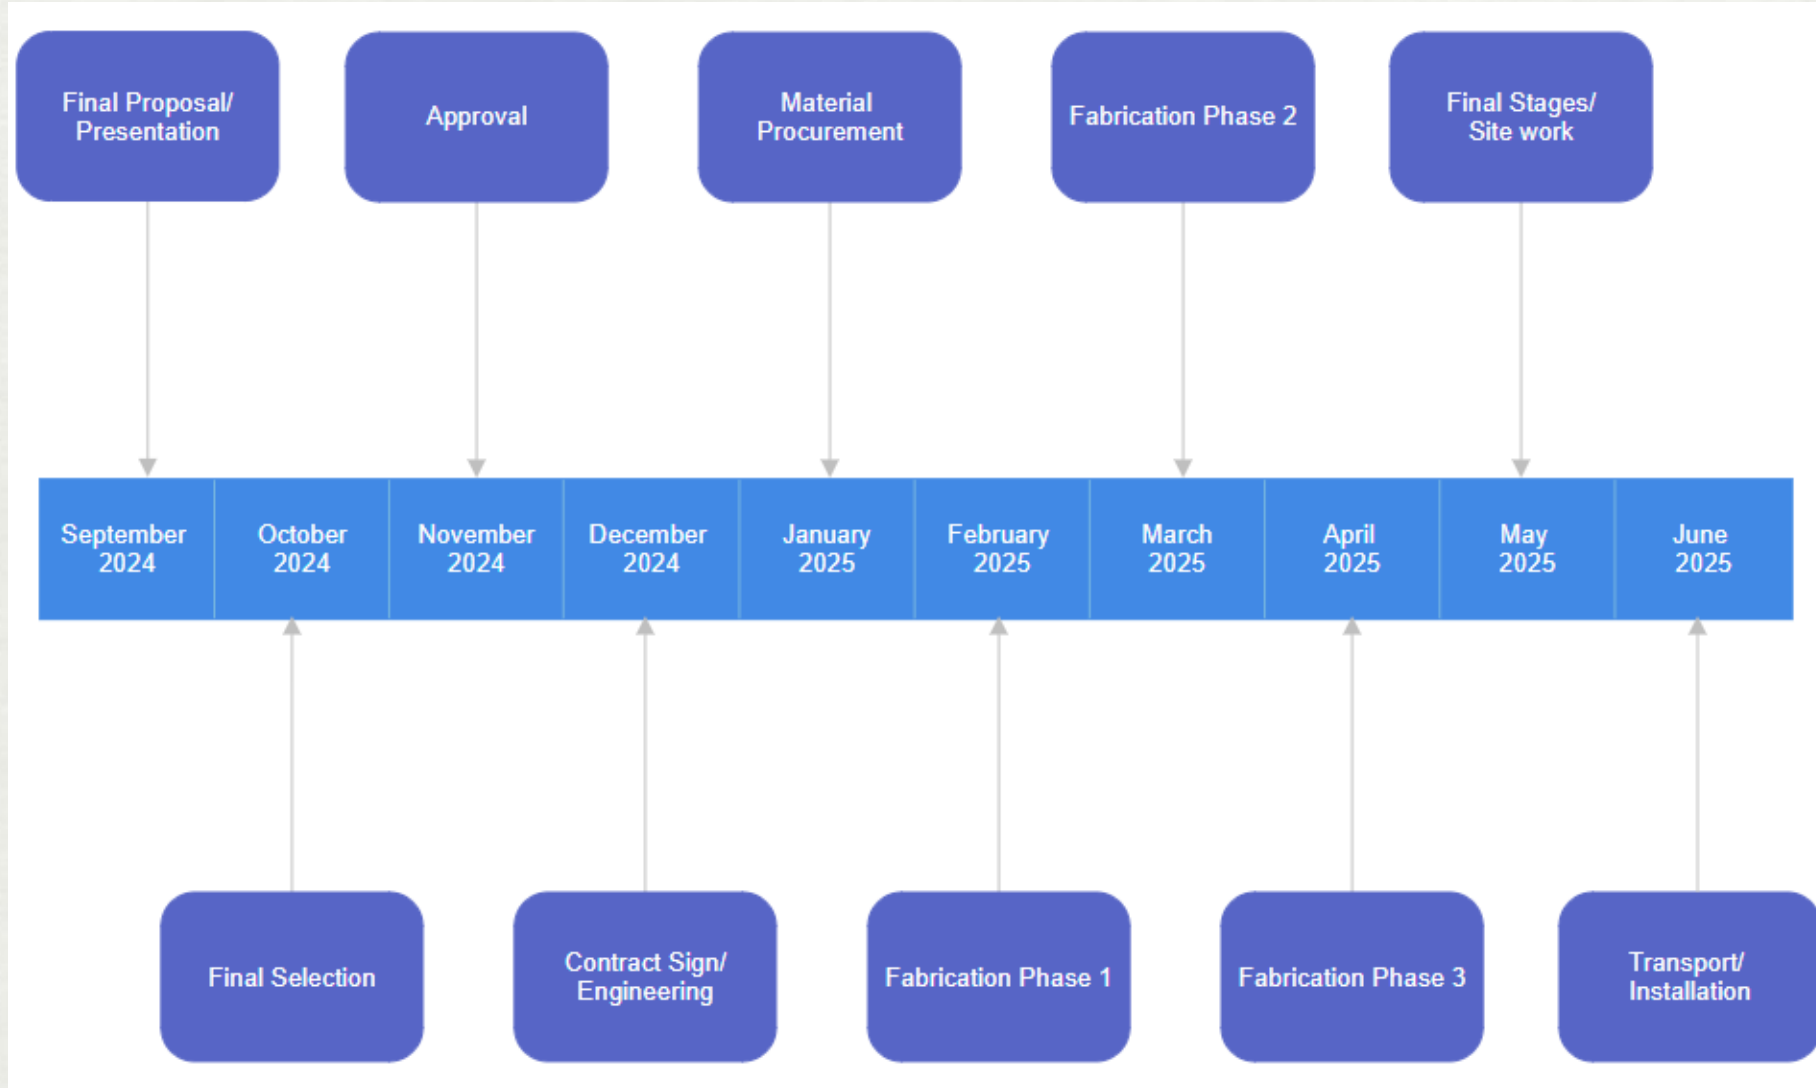 Final Proposal/
Presentation
Approval
Material
Procurement
Fabrication Phase 2
Final Stages/
Site work
September
2024
October
2024
November
2024
December
2024
January
2025
February
2025
March
2025
April
2025
May
2025
June
2025
Final Selection
Contract Sign/
Engineering
Fabrication Phase 1
Fabrication Phase 3
Transport/
Installation